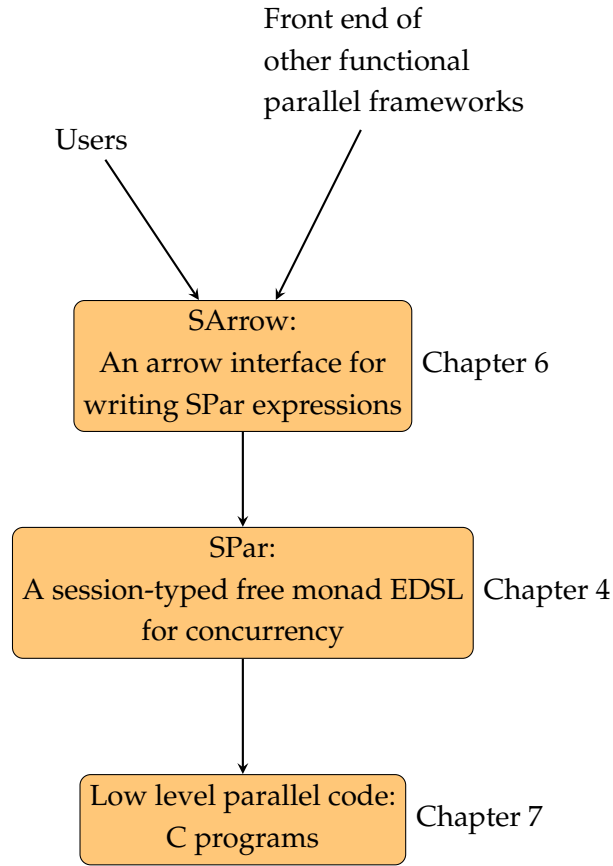 Front end of
other functional
parallel frameworks
Users
SArrow:
An arrow interface for
writing SPar expressions
Chapter 6
SPar:
A session-typed free monad EDSL
for concurrency
Chapter 4
Low level parallel code:
C programs
Chapter 7